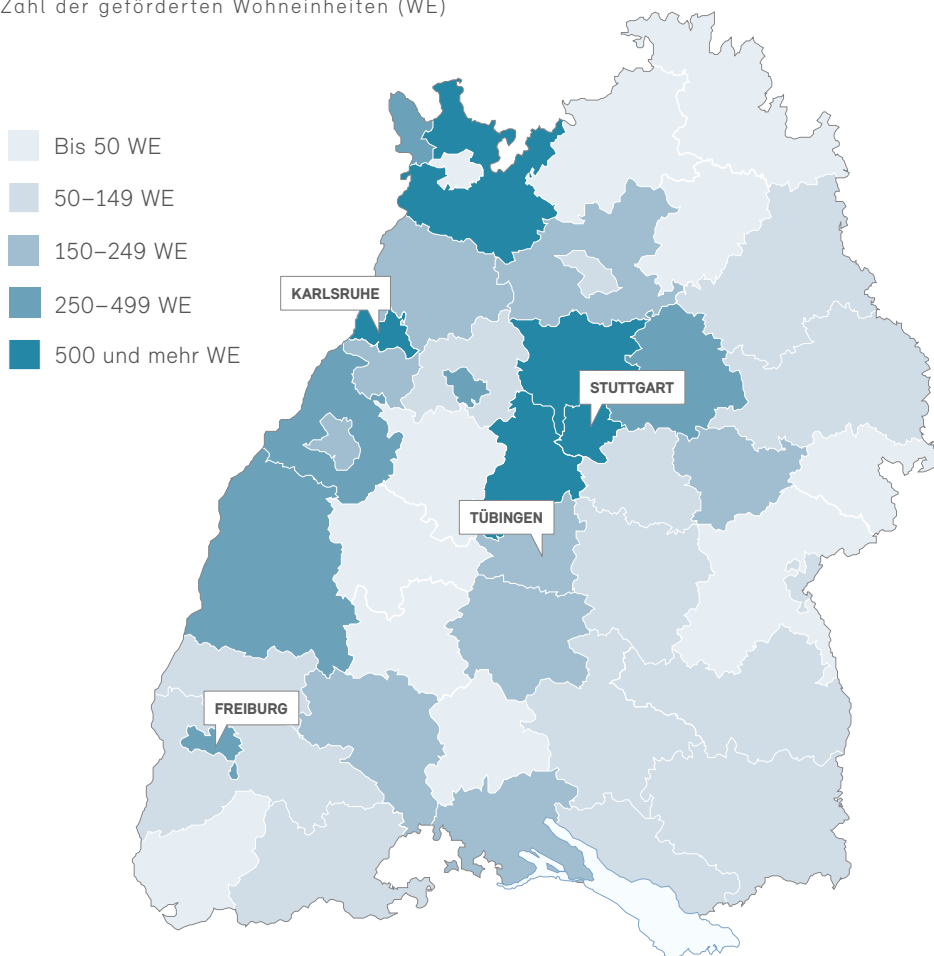 Zahl der geförderten Wohneinheiten (WE)
Bis 50 WE
50–149 WE
150–249 WE
250–499 WE
500 und mehr WE
KARLSRUHE
STUTTGART
TÜBINGEN
FREIBURG